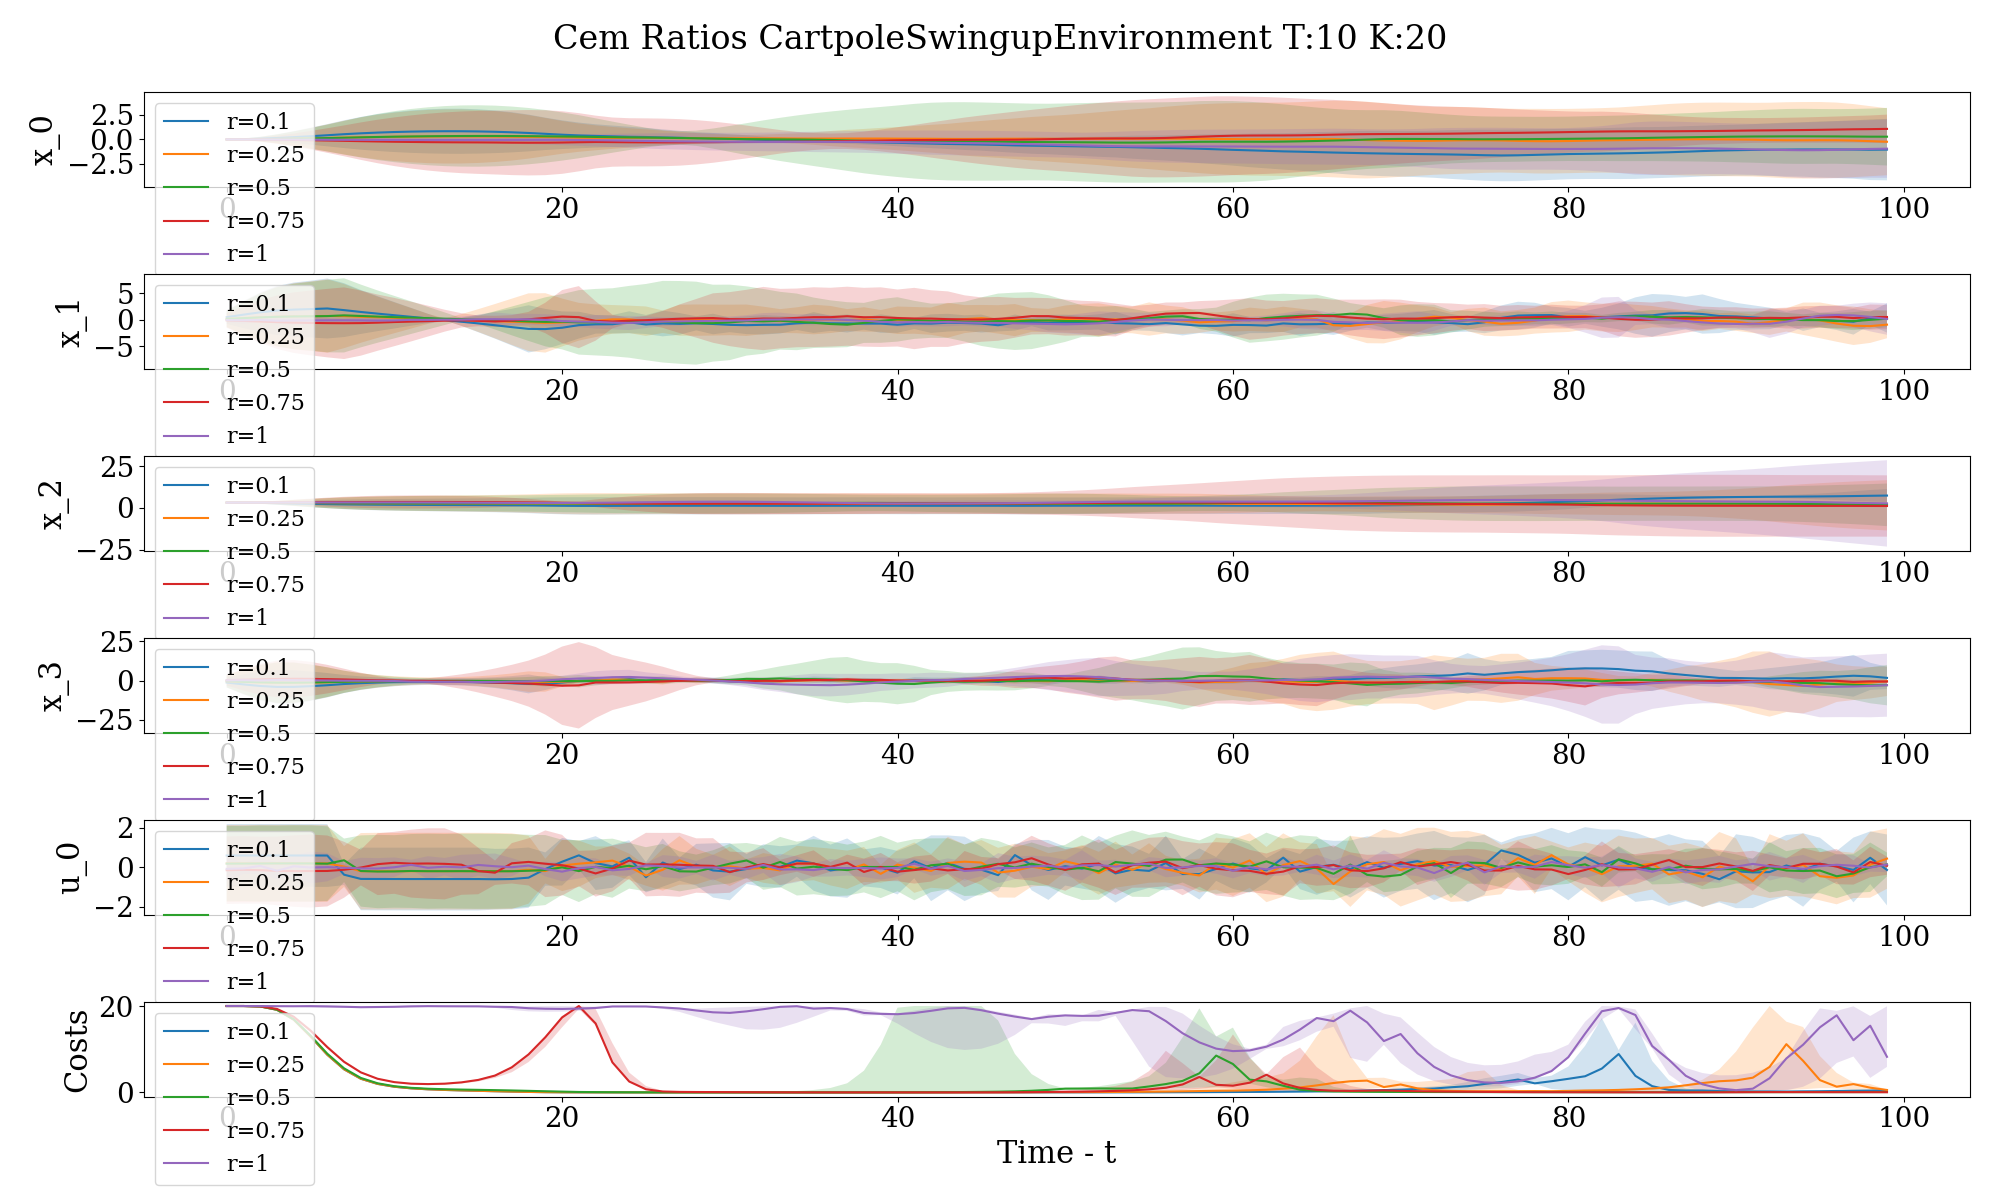 Cem Ratios CartpoleSwingupEnvironment T:10 K:20
x_0
2.5
0.0
−2.5
r=0.1
r=0.25
r=0.5
r=0.75
r=1
0 20 40 60 80 100
x_1
5
0
−5
r=0.1
r=0.25
r=0.5
r=0.75
r=1
0 20 40 60 80 100
x_2
25
0
−25
r=0.1
r=0.25
r=0.5
r=0.75
r=1
0 20 40 60 80 100
x_3
25
0
−25
r=0.1
r=0.25
r=0.5
r=0.75
r=1
0 20 40 60 80 100
u_0
2
0
−2
r=0.1
r=0.25
r=0.5
r=0.75
r=1
0 20 40 60 80 100
Costs
20
0
r=0.1
r=0.25
r=0.5
r=0.75
r=1
0 20 40 60 80 100
Time - t